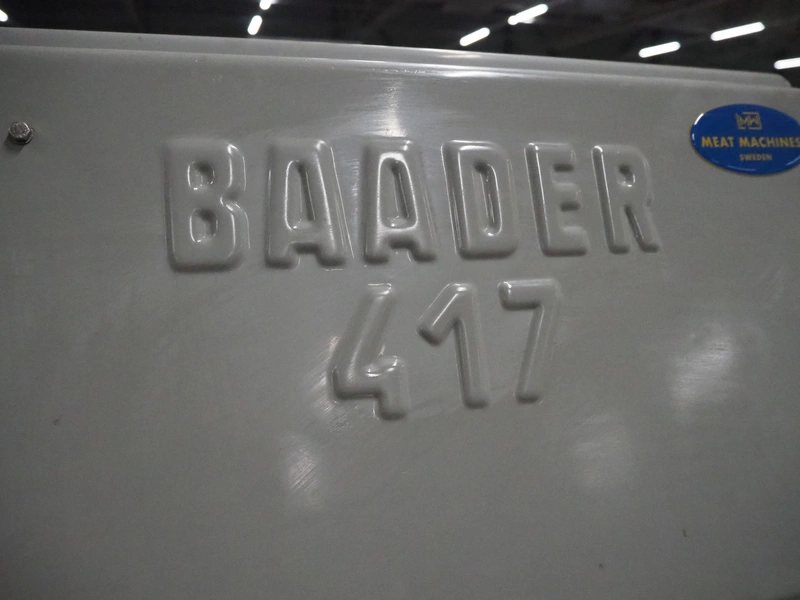 BAADER
417
MEAT MACHINES
SWEDEN